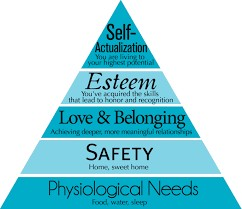 Self-
Actualization
You are living to
your highest potential
Esteem
You've acquired the skills
that lead to honor and recognition
Love & Belonging
Achieving deeper, more meaningful relationships
SAFETY
Home, sweet home
Physiological Needs
Food, water, sleep